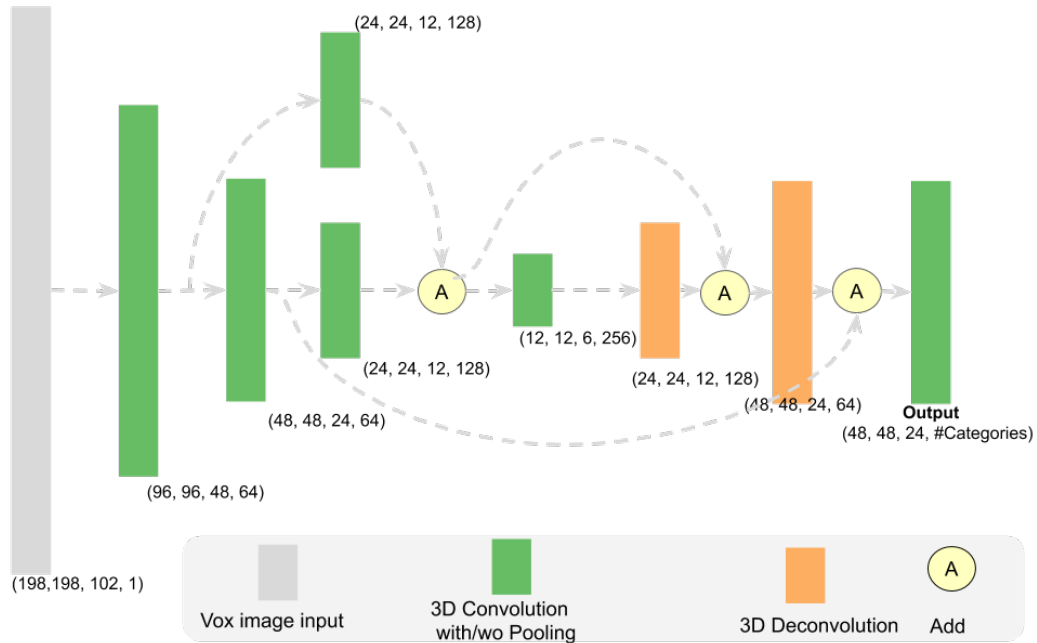 (24, 24, 12, 128)
A
A
A
(12, 12, 6, 256)
(24, 24, 12, 128)
(24, 24, 12, 128)
(48, 48, 24, 64)
(48, 48, 24, 64)
Output
(48, 48, 24, #Categories)
(96, 96, 48, 64)
(198,198, 102, 1)
A
Vox image input
3D Convolution
with/wo Pooling
3D Deconvolution
Add